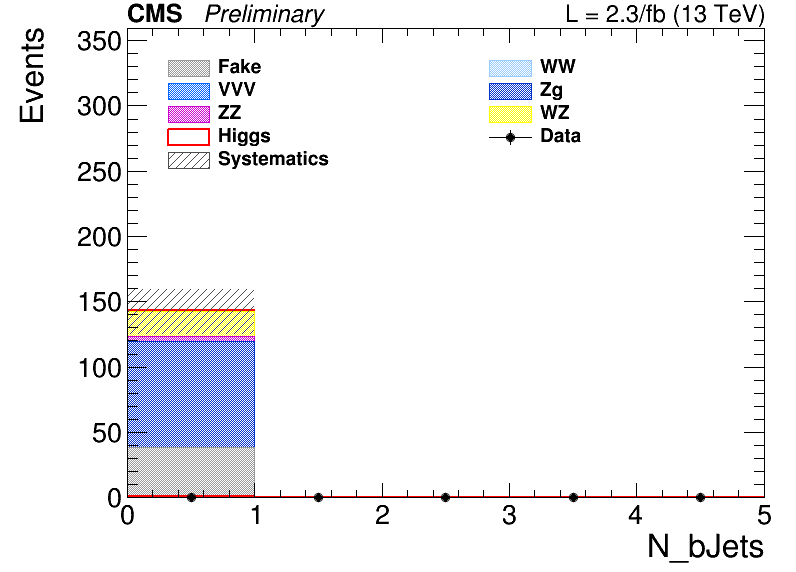 CMS Preliminary L = 2.3/fb (13 TeV)
Events
350
300
250
200
150
100
50
0
Fake
VVV
ZZ
Higgs
Systematics
WW
Zg
WZ
Data
0 1 2 3 4 5
N_bJets